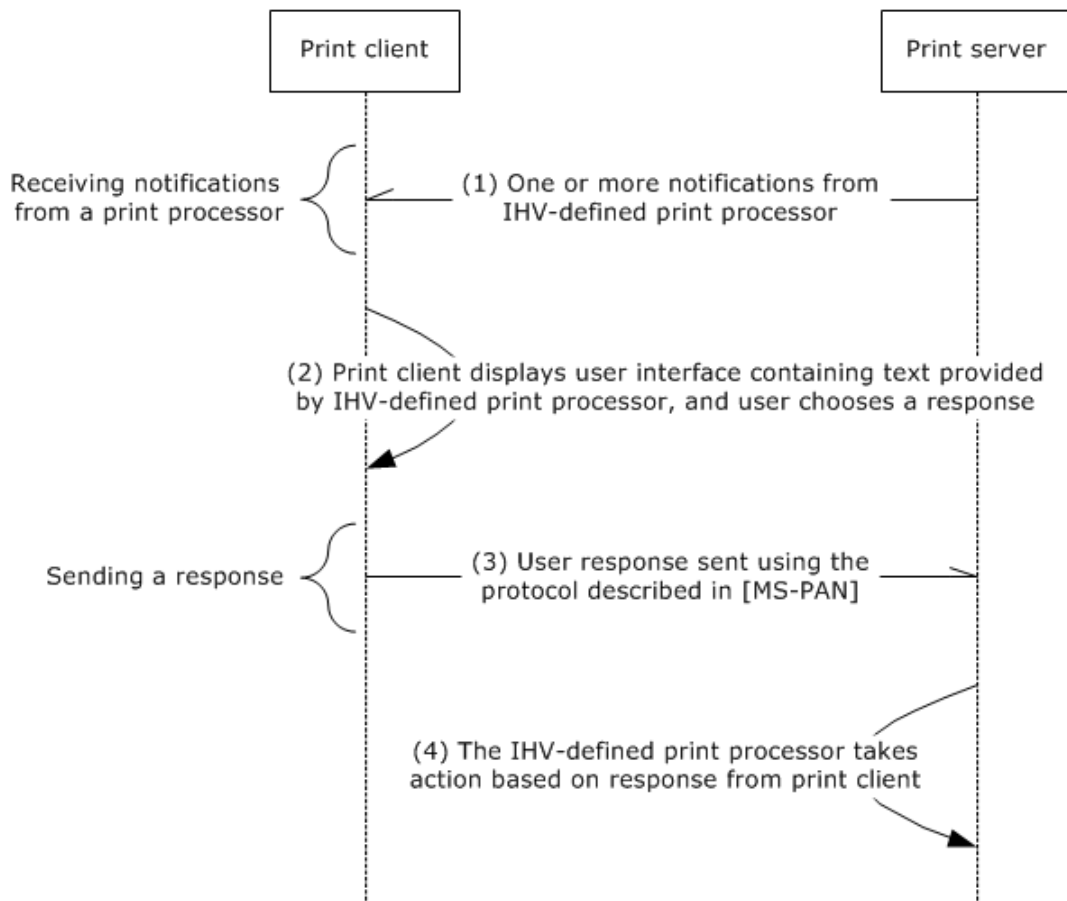 Print client
Print server
Receiving notifications
from a print processor
(1) One or more notifications from
IHV-defined print processor
(2) Print client displays user interface containing text provided
by IHV-defined print processor, and user chooses a response
Sending a response
(3) User response sent using the
protocol described in [MS-PAN]
(4) The IHV-defined print processor takes
action based on response from print client